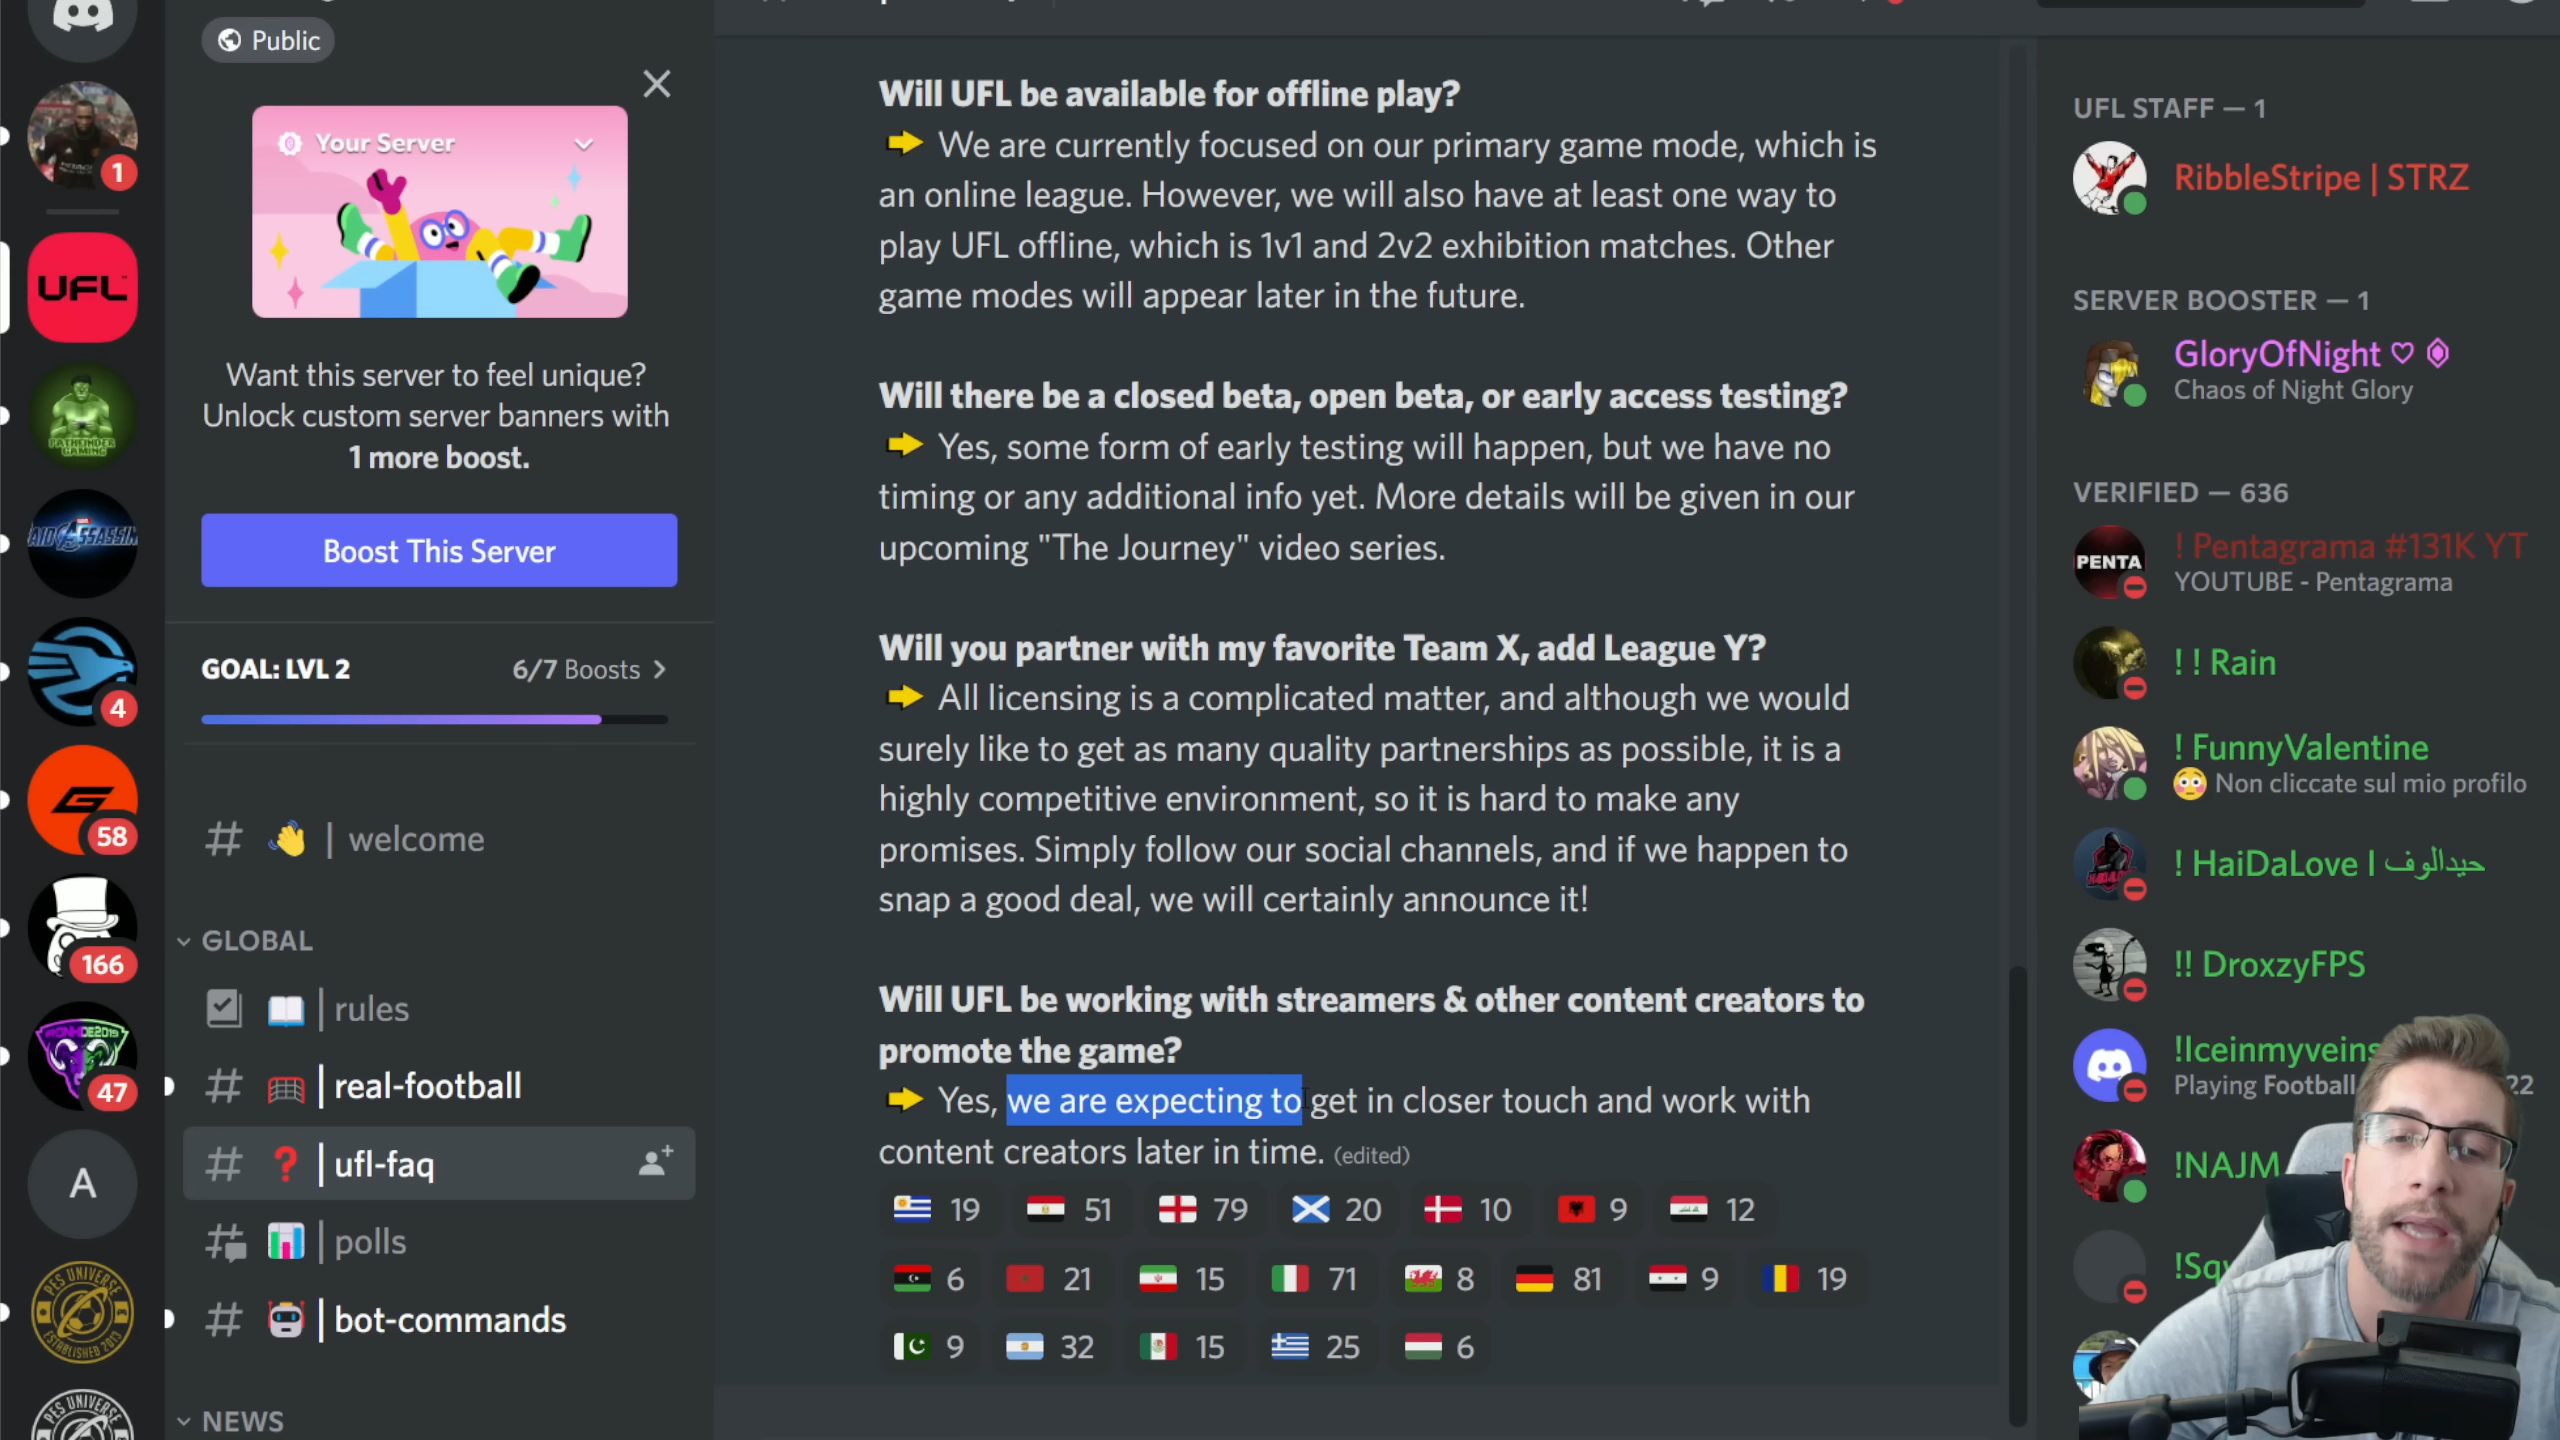 Public
1
Your Server
UFL
PATHFINDER
GAMING
Want this server to feel unique?
Unlock custom server banners with
1 more boost.
Boost This Server
GOAL: LVL 2
6/7 Boosts
4
58
166
47
A
PES UNIVERSE
ESTABLISHED 2013
PES UNIVERSE
| welcome
GLOBAL
| rules
| real-football
| ufl-faq
| polls
| bot-commands
NEWS
Will UFL be available for offline play?
We are currently focused on our primary game mode, which is
an online league. However, we will also have at least one way to
play UFL offline, which is 1v1 and 2v2 exhibition matches. Other
game modes will appear later in the future.
Will there be a closed beta, open beta, or early access testing?
Yes, some form of early testing will happen, but we have no
timing or any additional info yet. More details will be given in our
upcoming "The Journey" video series.
Will you partner with my favorite Team X, add League Y?
All licensing is a complicated matter, and although we would
surely like to get as many quality partnerships as possible, it is a
highly competitive environment, so it is hard to make any
promises. Simply follow our social channels, and if we happen to
snap a good deal, we will certainly announce it!
Will UFL be working with streamers & other content creators to
promote the game?
Yes, we are expecting to get in closer touch and work with
content creators later in time. (edited)
19 51 79 20 10 9 12
6 21 15 71 8 81 9 19
9 32 15 25 6
UFL STAFF — 1
RibbleStripe | STRZ
SERVER BOOSTER — 1
GloryOfNight ♡
Chaos of Night Glory
VERIFIED — 636
PENTA
! Pentagrama #131K YT
YOUTUBE - Pentagrama
! ! Rain
! FunnyValentine
Non cliccate sul mio profilo
! HaiDaLove l حيدالوف
!! DroxzyFPS
!Iceinmyveins
Playing Football 22
!NAJM
!Sq